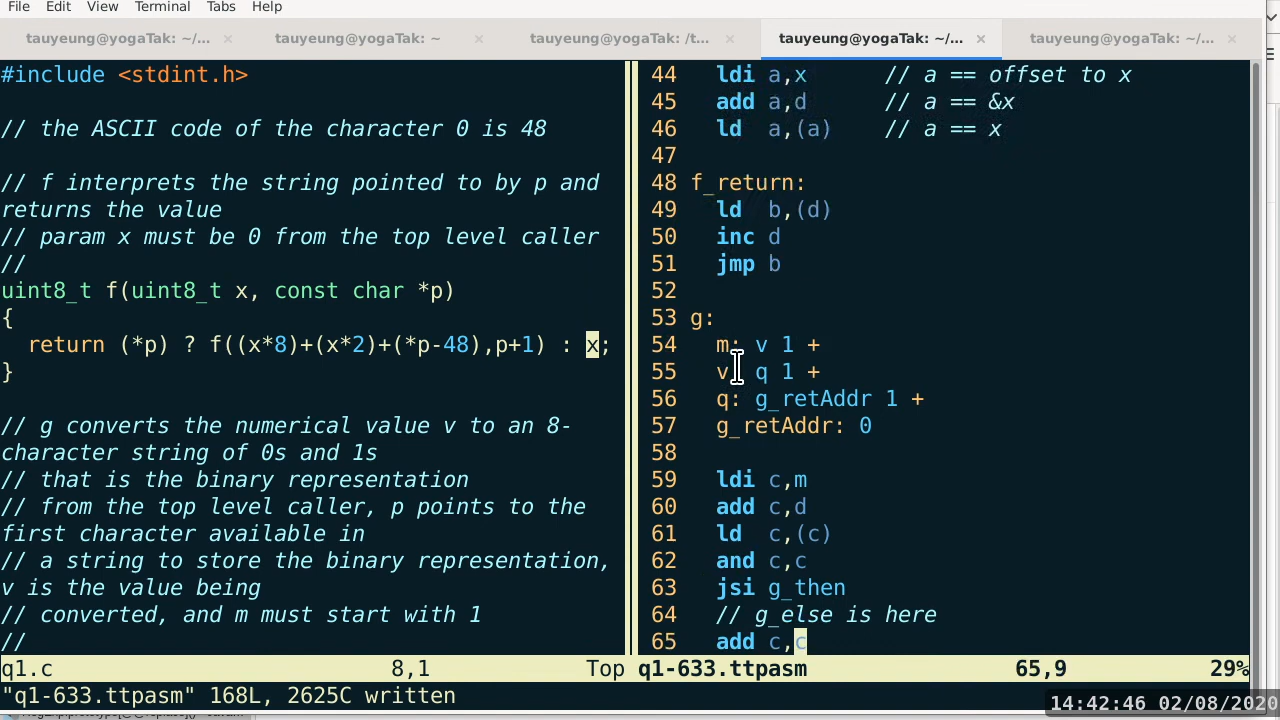 File Edit View Terminal Tabs Help
tauyeung@yogaTak: ~/... × tauyeung@yogaTak: ~ × tauyeung@yogaTak: /t... × tauyeung@yogaTak: ~/... × tauyeung@yogaTak: ~/... ×
#include <stdint.h>
// the ASCII code of the character 0 is 48
// f interprets the string pointed to by p and
returns the value
// param x must be 0 from the top level caller
//
uint8_t f(uint8_t x, const char *p)
{
return (*p) ? f((x*8)+(x*2)+(*p-48),p+1) : x;
}
// g converts the numerical value v to an 8-
character string of 0s and 1s
// that is the binary representation
// from the top level caller, p points to the
first character available in
// a string to store the binary representation,
v is the value being
// converted, and m must start with 1
//
q1.c 8,1 Top
44 ldi a,x // a == offset to x
45 add a,d // a == &x
46 ld a,(a) // a == x
47
48 f_return:
49 ld b,(d)
50 inc d
51 jmp b
52
53 g:
54 m: v 1 +
55 v: q 1 +
56 q: g_retAddr 1 +
57 g_retAddr: 0
58
59 ldi c,m
60 add c,d
61 ld c,(c)
62 and c,c
63 jsi g_then
64 // g_else is here
65 add c,c
q1-633.ttpasm 65,9 29%
"q1-633.ttpasm" 168L, 2625C written
14:42:46 02/08/2020